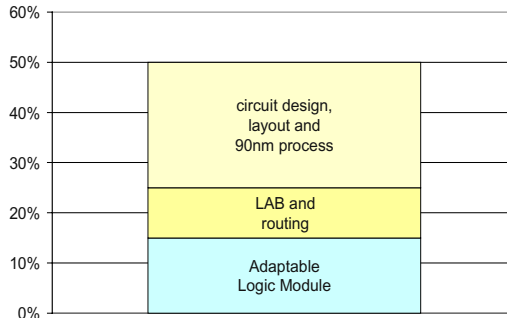 60%
50%
40%
30%
20%
10%
0%
circuit design,
layout and
90nm process
LAB and
routing
Adaptable
Logic Module